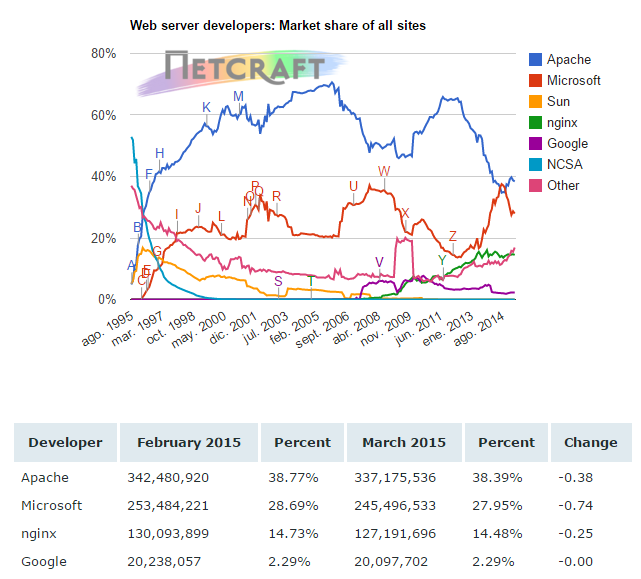 Web server developers: Market share of all sites
NETCRAFT
80%
60%
40%
20%
0%
A
B
C
D
E
F
G
H
I
J
K
L
M
N
O
P
Q
R
S
T
U
V
W
X
Y
Z
ago. 1995
mar. 1997
oct. 1998
may. 2000
dic. 2001
jul. 2003
feb. 2005
sept. 2006
abr. 2008
nov. 2009
jun. 2011
ene. 2013
ago. 2014
Apache
Microsoft
Sun
nginx
Google
NCSA
Other
Developer February 2015 Percent March 2015 Percent Change
Apache 342,480,920 38.77% 337,175,536 38.39% -0.38
Microsoft 253,484,221 28.69% 245,496,533 27.95% -0.74
nginx 130,093,899 14.73% 127,191,696 14.48% -0.25
Google 20,238,057 2.29% 20,097,702 2.29% -0.00